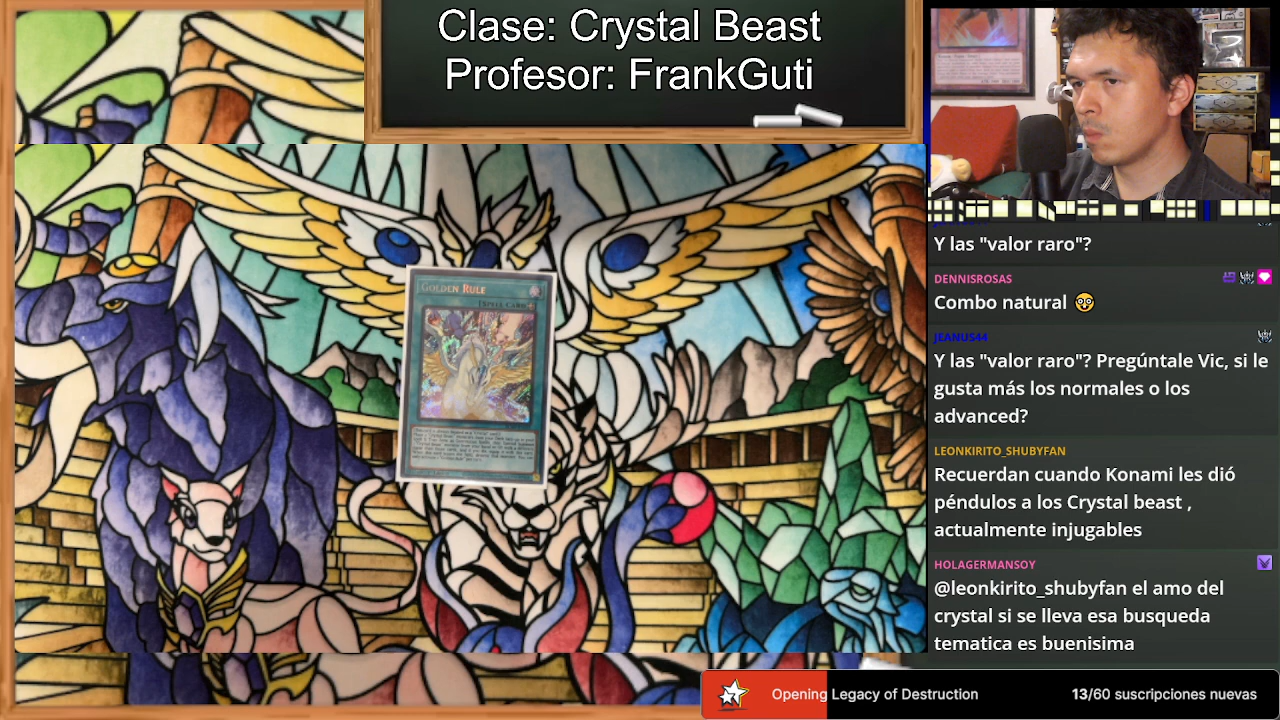 Clase: Crystal Beast
Profesor: FrankGuti
GOLDEN RULE
[SPELL CARD
Y las "valor raro"?
DENNISROSAS
Combo natural
JEANUS44
Y las "valor raro"? Pregúntale Vic, si le
gusta más los normales o los
advanced?
LEONKIRITO_SHUBYFAN
Recuerdan cuando Konami les dió
péndulos a los Crystal beast ,
actualmente injugables
HOLAGERMANSOY
@leonkirito_shubyfan el amo del
crystal si se lleva esa busqueda
tematica es buenisima
Opening Legacy of Destruction
13/60 suscripciones nuevas